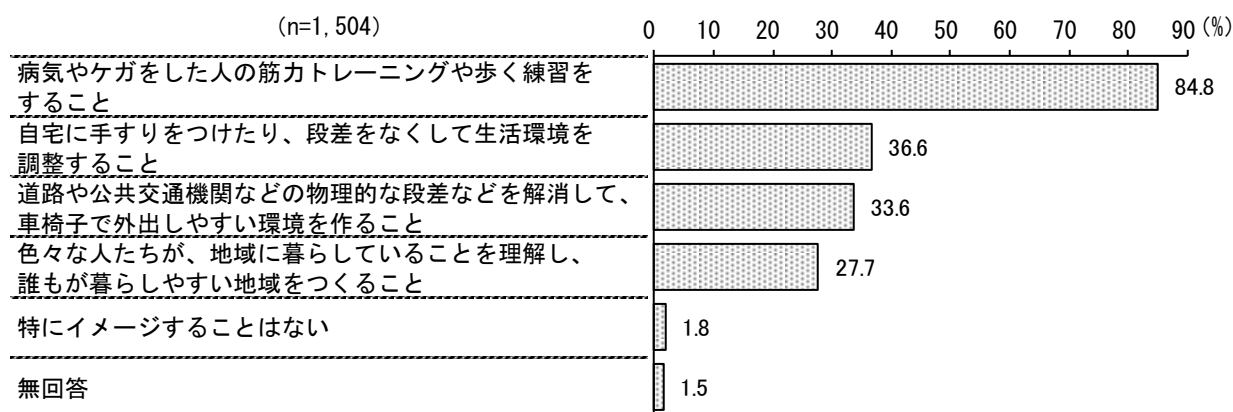 (n=1,504)
0 10 20 30 40 50 60 70 80 90 (%)
病気やケガをした人の筋力トレーニングや歩く練習を
すること
84.8
自宅に手すりをつけたり、段差をなくして生活環境を
調整すること
36.6
道路や公共交通機関などの物理的な段差などを解消して、
車椅子で外出しやすい環境を作ること
33.6
色々な人たちが、地域に暮らしていることを理解し、
誰もが暮らしやすい地域をつくること
27.7
特にイメージすることはない
1.8
無回答
1.5